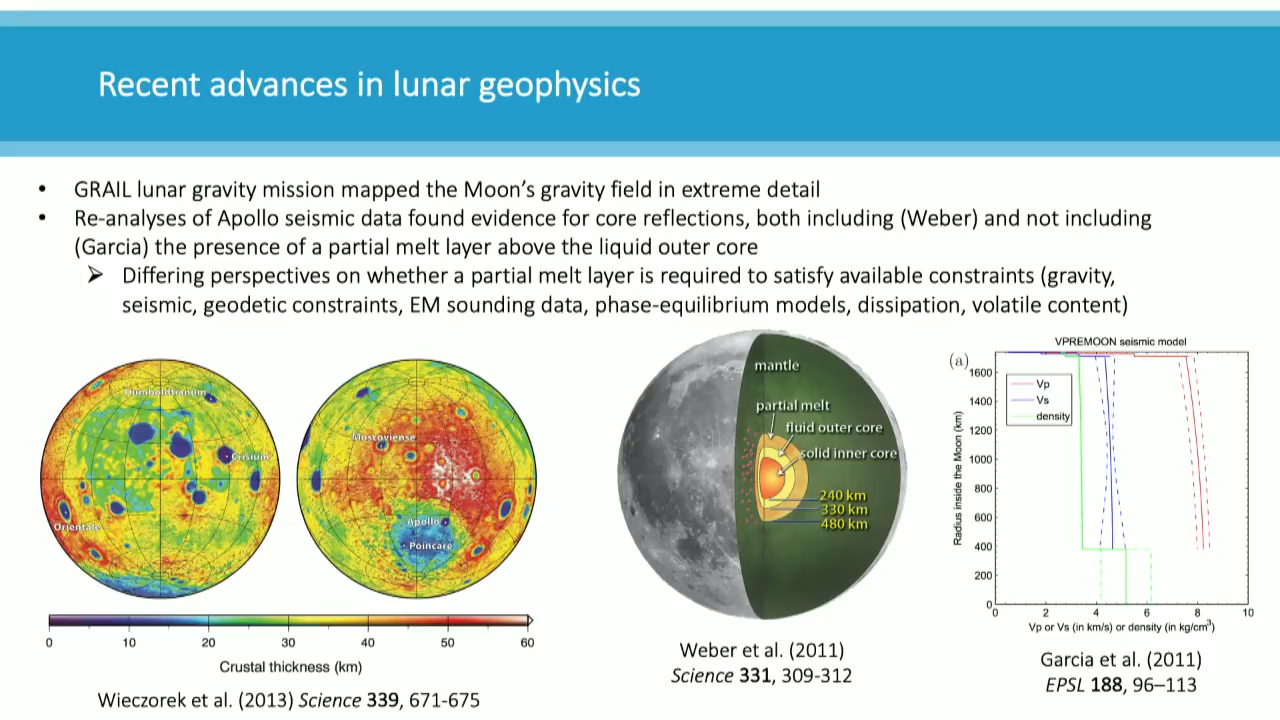 Recent advances in lunar geophysics
• GRAIL lunar gravity mission mapped the Moon's gravity field in extreme detail
• Re-analyses of Apollo seismic data found evidence for core reflections, both including (Weber) and not including
(Garcia) the presence of a partial melt layer above the liquid outer core
➢ Differing perspectives on whether a partial melt layer is required to satisfy available constraints (gravity,
seismic, geodetic constraints, EM sounding data, phase-equilibrium models, dissipation, volatile content)
Humboldtianum
Crisium
Orientale
Moscoviense
Apollo
Poincare
0 10 20 30 40 50 60
Crustal thickness (km)
Wieczorek et al. (2013) Science 339, 671-675
mantle
partial melt
fluid outer core
solid inner core
240 km
330 km
480 km
Weber et al. (2011)
Science 331, 309-312
VPREMOON seismic model
(a)
Vp
Vs
density
1600
1400
1200
1000
800
600
400
200
0
Radius inside the Moon (km)
0 2 4 6 8 10
Vp or Vs (in km/s) or density (in kg/cm³)
Garcia et al. (2011)
EPSL 188, 96–113